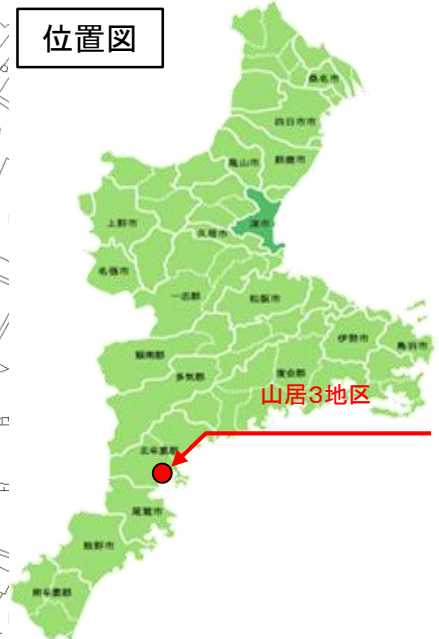 位置図
桑名市
四日市市
亀山市
鈴鹿市
上野市
久居市
津市
名張市
一志郡
松阪市
伊勢市
鳥羽市
飯南郡
多気郡
度会郡
山居3地区
北牟婁郡
尾鷲市
熊野市
南牟婁郡